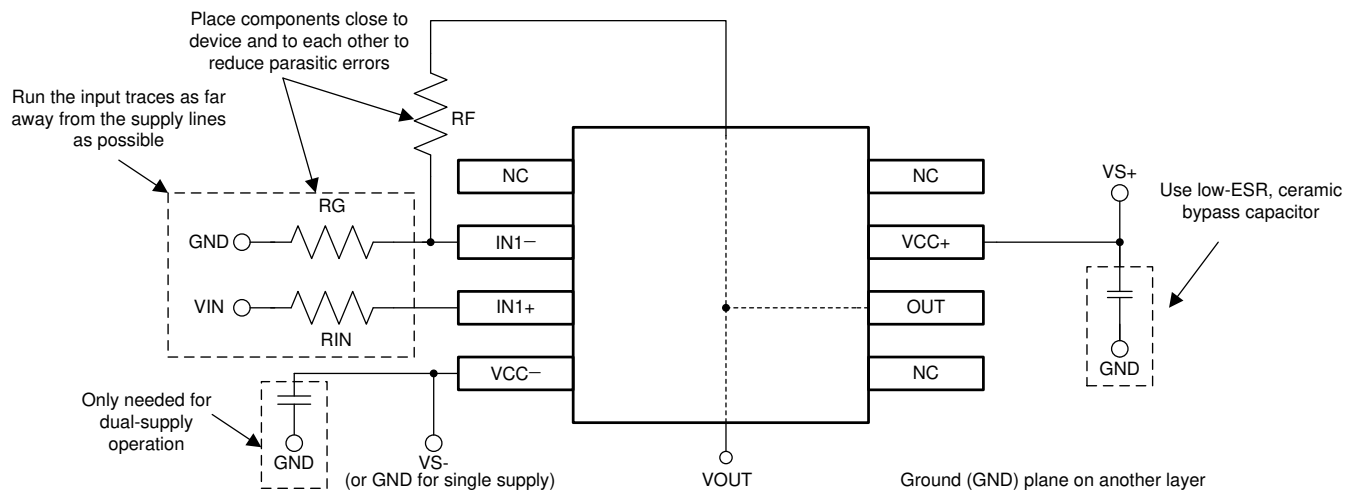 Place components close to
device and to each other to
reduce parasitic errors
Run the input traces as far
away from the supply lines
as possible
RF
NC
NC
VS+
Use low-ESR, ceramic
bypass capacitor
RG
GND
IN1−
VCC+
VIN
IN1+
OUT
RIN
VCC−
NC
GND
Only needed for
dual-supply
operation
GND
VS-
(or GND for single supply)
VOUT
Ground (GND) plane on another layer